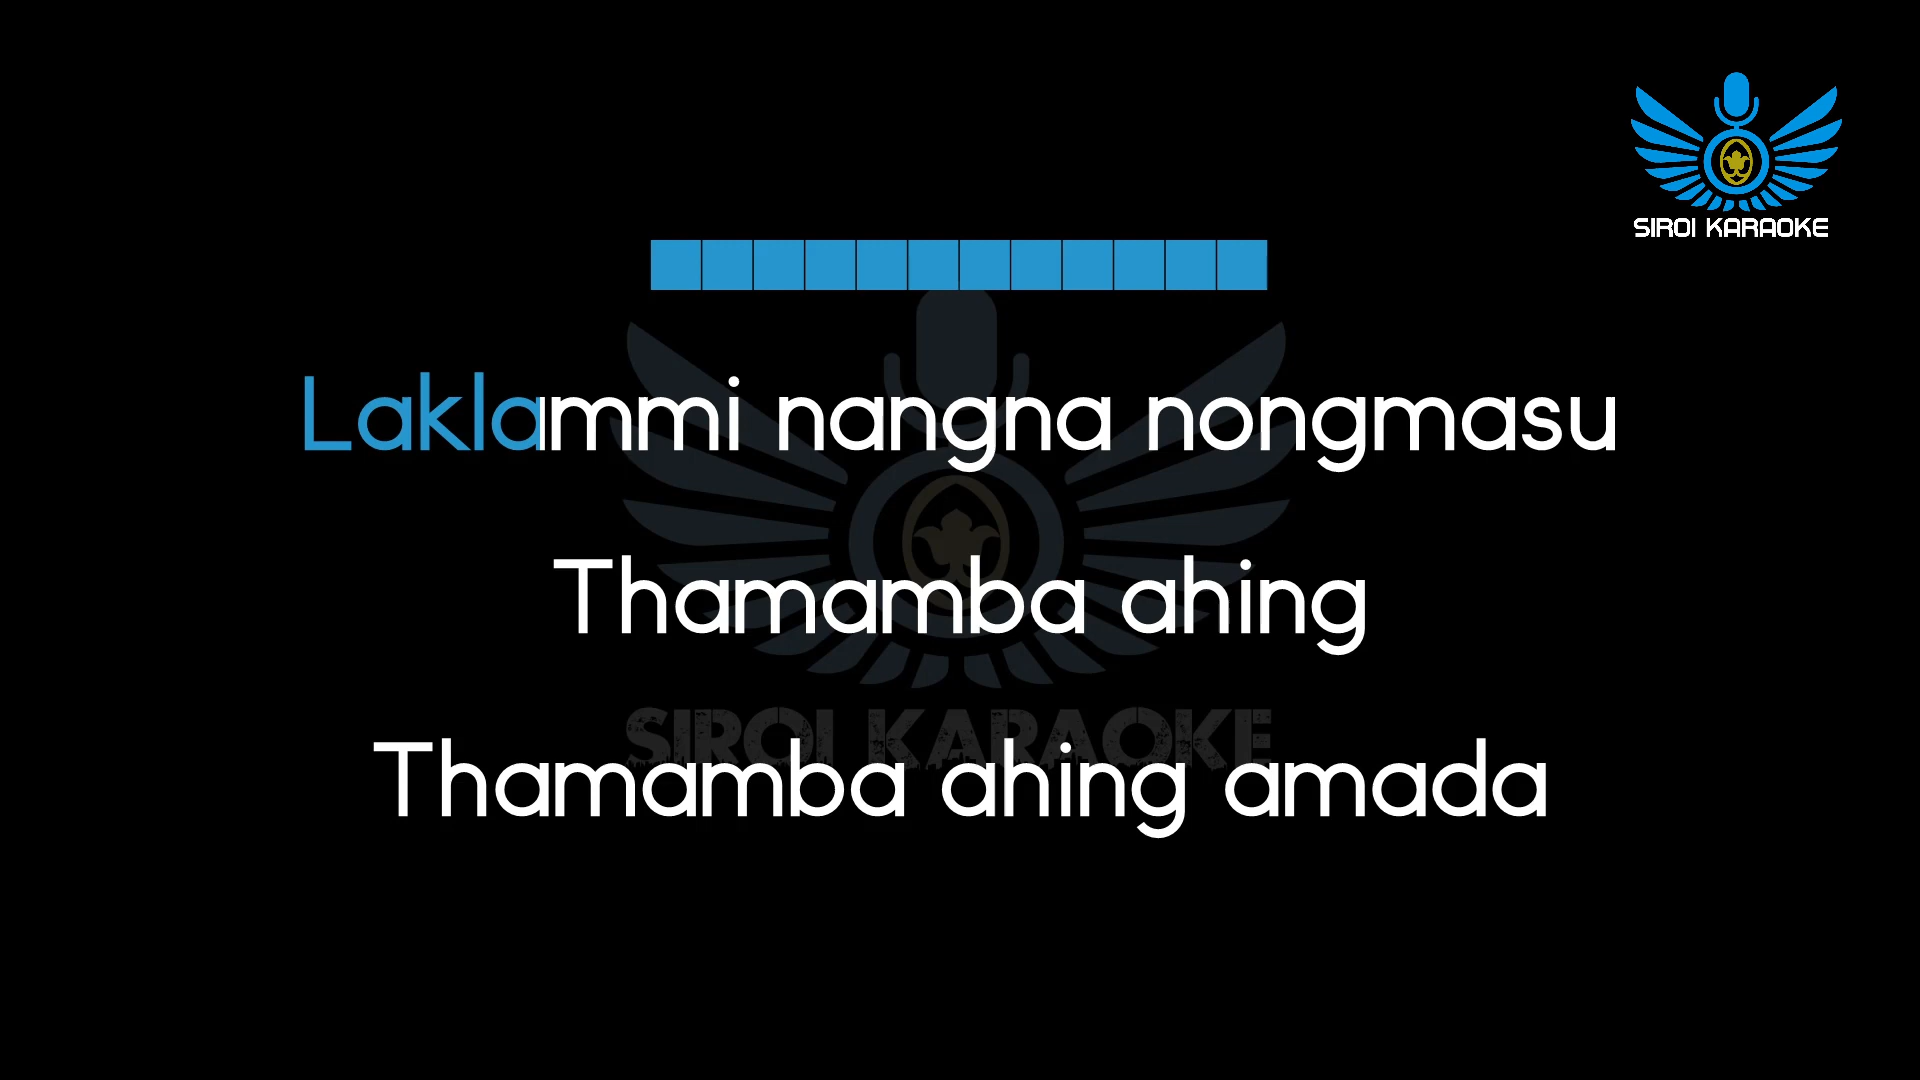 SIROI KARAOKE
Laklammi nangna nongmasu
Thamamba ahing
SIROI KARAOKE
Thamamba ahing amada